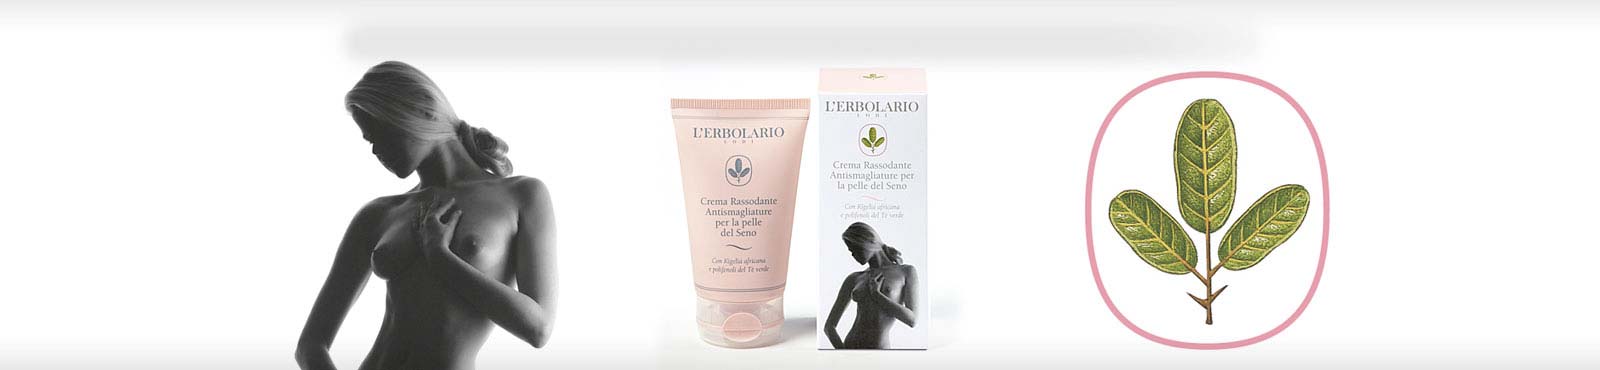 L'ERBOLARIO
LODI
Crema Rassodante
Antismagliature
per la pelle
del Seno
Con Kigelia africana
e polifenoli del Tè verde
L'ERBOLARIO
LODI
Crema Rassodante
Antismagliature per
la pelle del Seno
Con Kigelia africana
e polifenoli del Tè verde